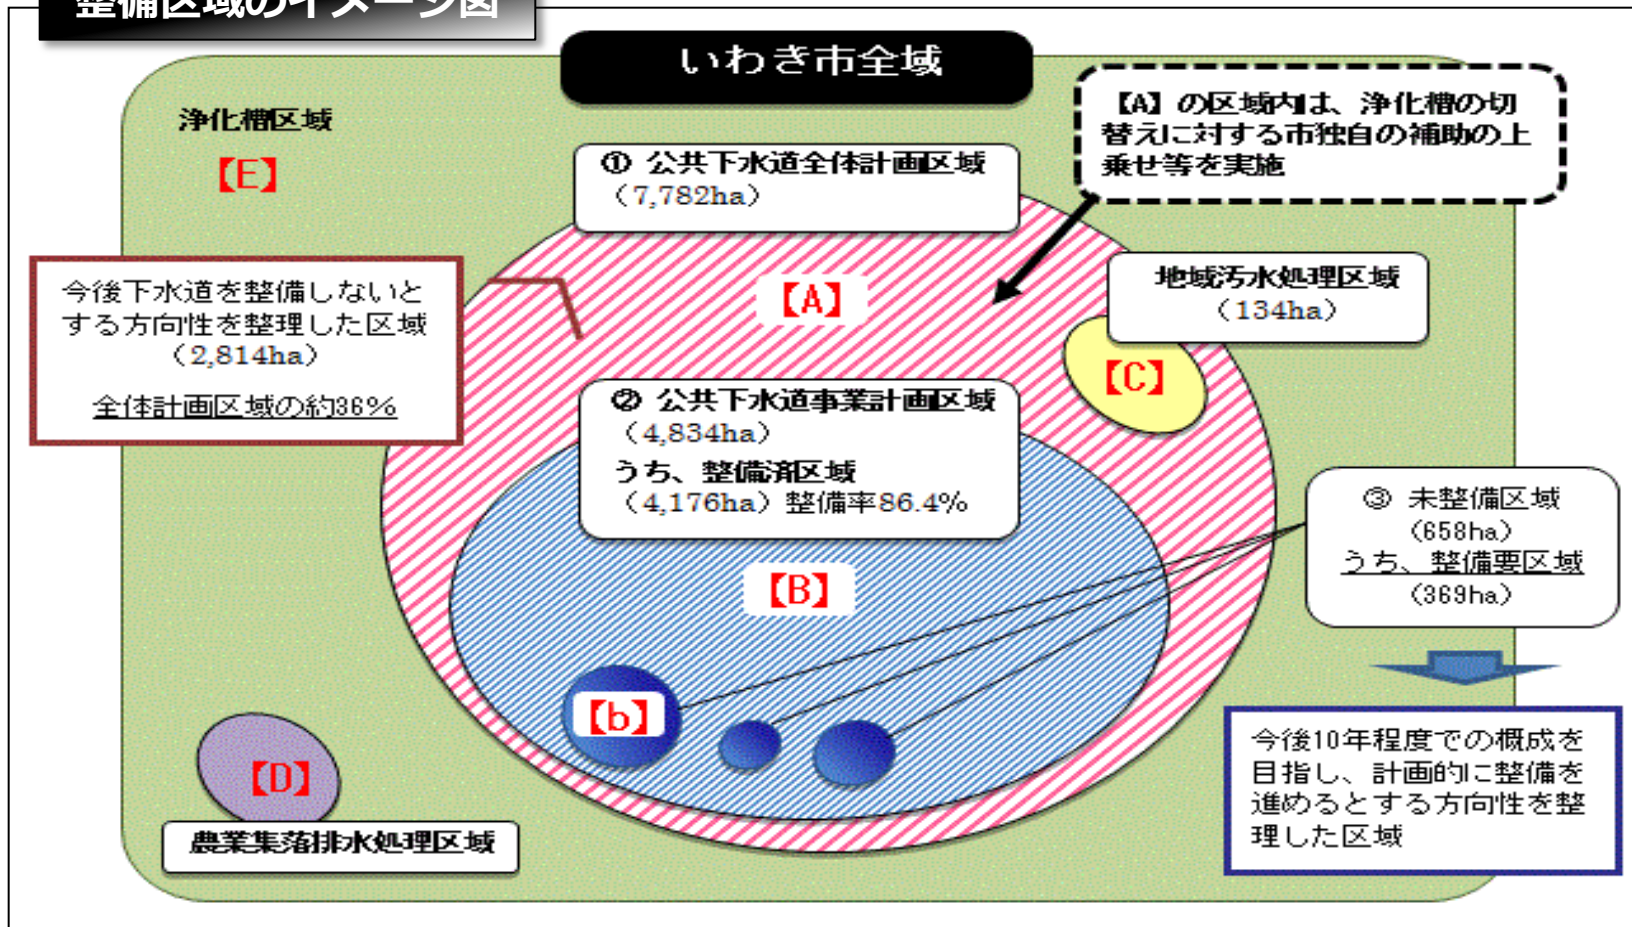 整備区域のイメージ図
いわき市全域
浄化槽区域
【E】
① 公共下水道全体計画区域
（7,782ha）
【A】の区域内は、浄化槽の切
替えに対する市独自の補助の上
乗せ等を実施
今後下水道を整備しないと
する方向性を整理した区域
（2,814ha）
全体計画区域の約36%
【A】
地域汚水処理区域
（134ha）
【C】
② 公共下水道事業計画区域
（4,834ha）
うち、整備済区域
（4,176ha）整備率86.4%
③ 未整備区域
(658ha)
うち、整備要区域
(369ha)
【B】
【b】
今後10年程度での概成を
目指し、計画的に整備を
進めるとする方向性を整
理した区域
【D】
農業集落排水処理区域